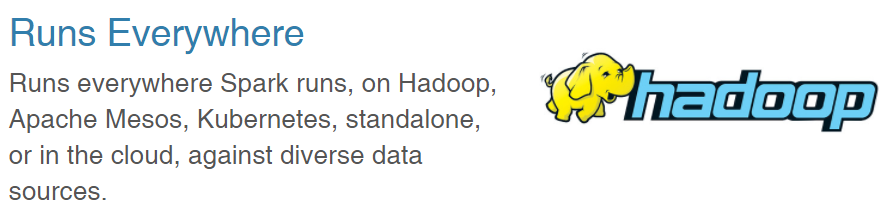 Runs Everywhere
Runs everywhere Spark runs, on Hadoop,
Apache Mesos, Kubernetes, standalone,
or in the cloud, against diverse data
sources.
hadoop